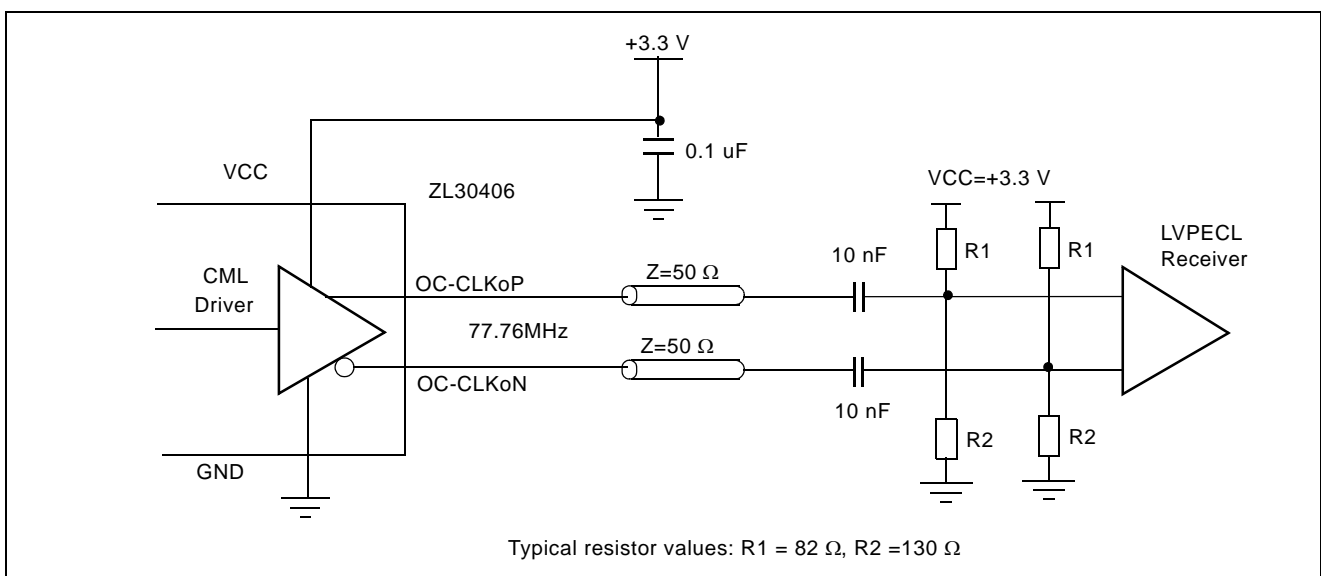 +3.3 V
0.1 uF
VCC
ZL30406
VCC=+3.3 V
R1
R1
LVPECL
Receiver
10 nF
CML
Driver
OC-CLKoP
Z=50 Ω
77.76MHz
Z=50 Ω
OC-CLKoN
10 nF
R2
R2
GND
Typical resistor values: R1 = 82 Ω, R2 =130 Ω